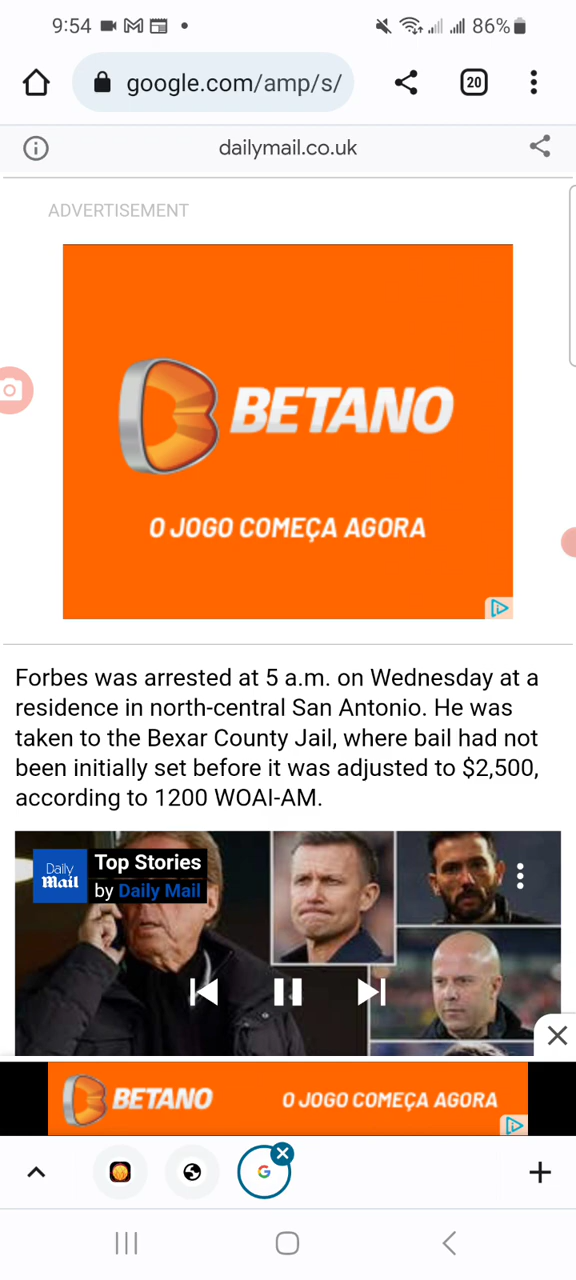 9:54
86%
google.com/amp/s/
20
dailymail.co.uk
ADVERTISEMENT
BETANO
O JOGO COMEÇA AGORA
Forbes was arrested at 5 a.m. on Wednesday at a
residence in north-central San Antonio. He was
taken to the Bexar County Jail, where bail had not
been initially set before it was adjusted to $2,500,
according to 1200 WOAI-AM.
Daily
Mail
Top Stories
by Daily Mail
BETANO
O JOGO COMEÇA AGORA